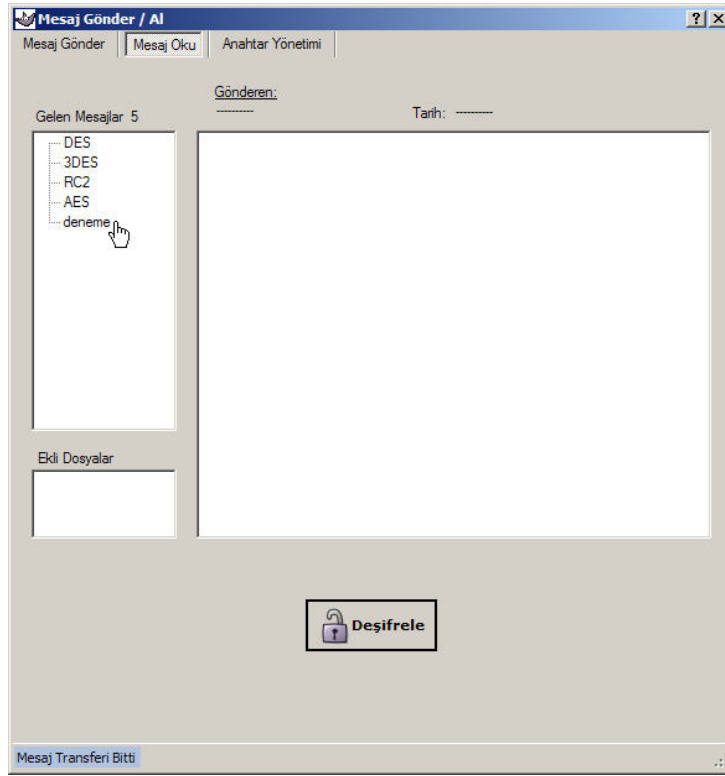 Mesaj Gönder / Al
Mesaj Gönder Mesaj Oku Anahtar Yönetimi
Gönderen:
----------
Tarih: ----------
Gelen Mesajlar 5
DES
3DES
RC2
AES
deneme
Ekli Dosyalar
Deşifrele
Mesaj Transferi Bitti